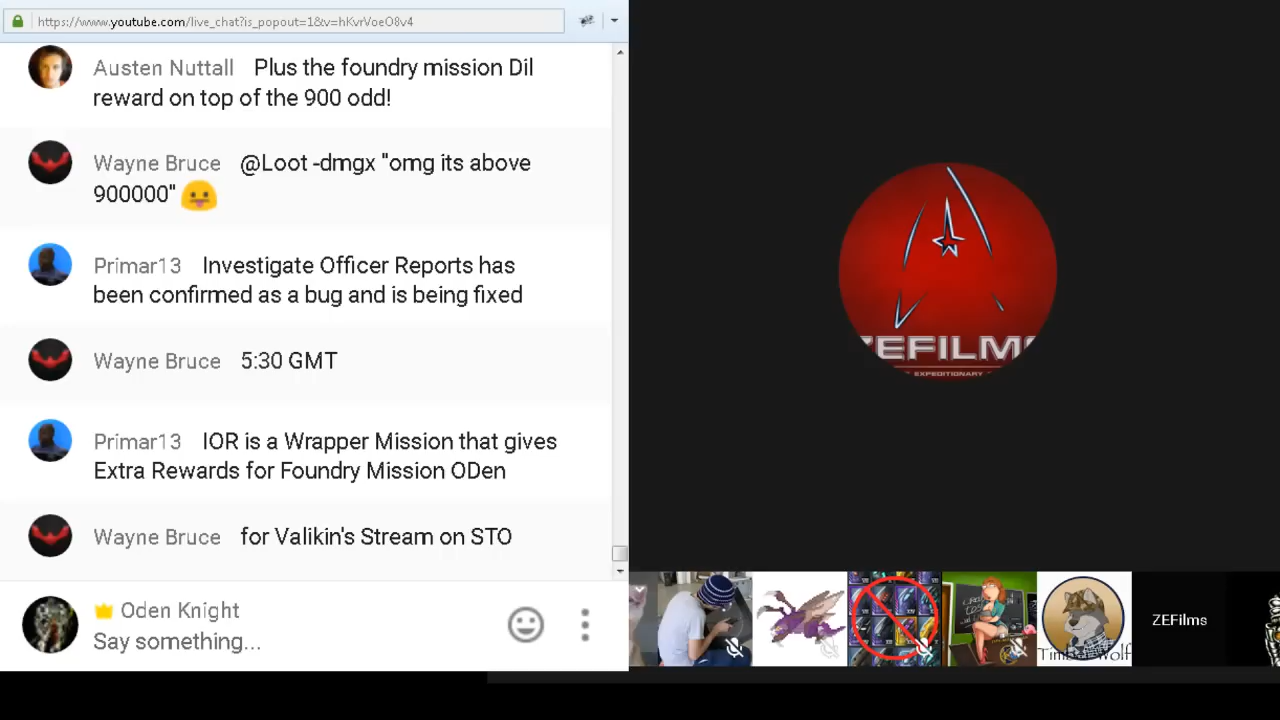 https://www.youtube.com/live_chat?is_popout=1&v=hKvrVoeO8v4
Austen Nuttall Plus the foundry mission Dil
reward on top of the 900 odd!
Wayne Bruce @Loot -dmgx "omg its above
900000"
Primar13 Investigate Officer Reports has
been confirmed as a bug and is being fixed
Wayne Bruce 5:30 GMT
Primar13 IOR is a Wrapper Mission that gives
Extra Rewards for Foundry Mission ODen
Wayne Bruce for Valikin's Stream on STO
Oden Knight
Say something...
ZEFILMS
EXPEDITIONARY
Timber Wolf
ZEFilms